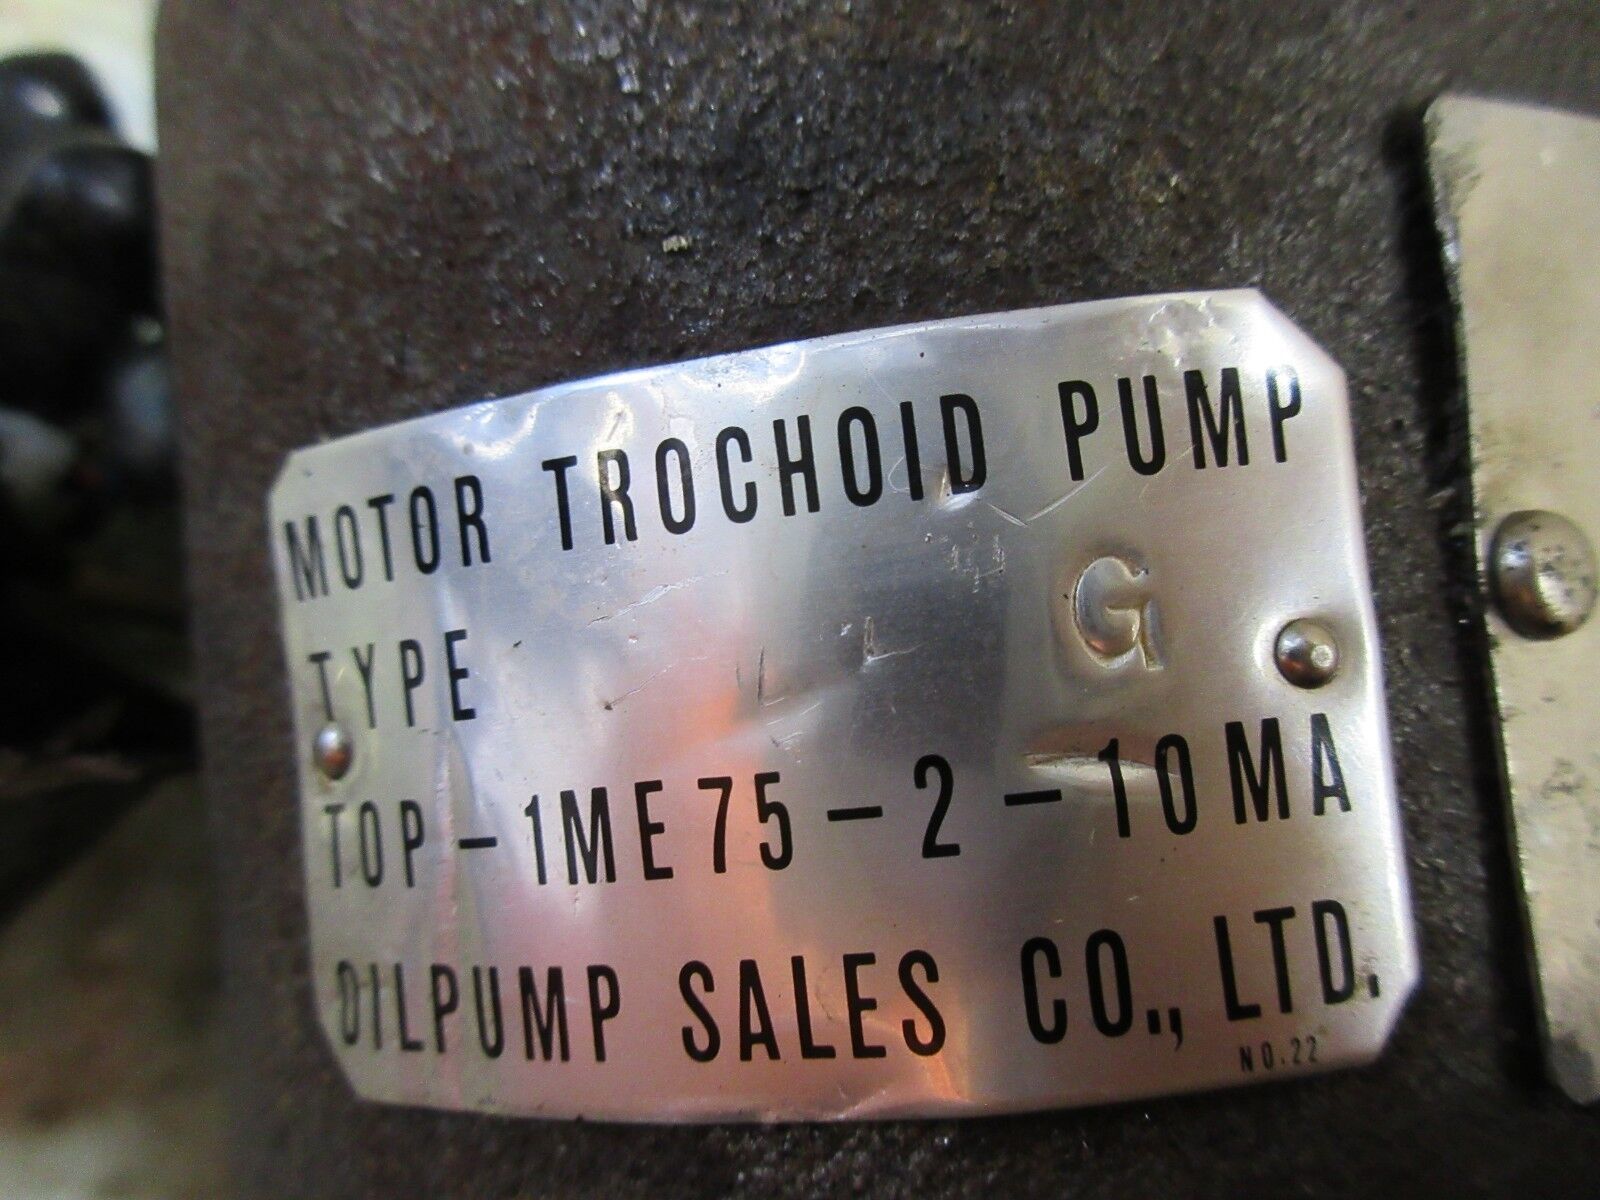 MOTOR TROCHOID PUMP
TYPE G
TOP-1ME75-2-10MA
OILPUMP SALES CO., LTD.
NO.22